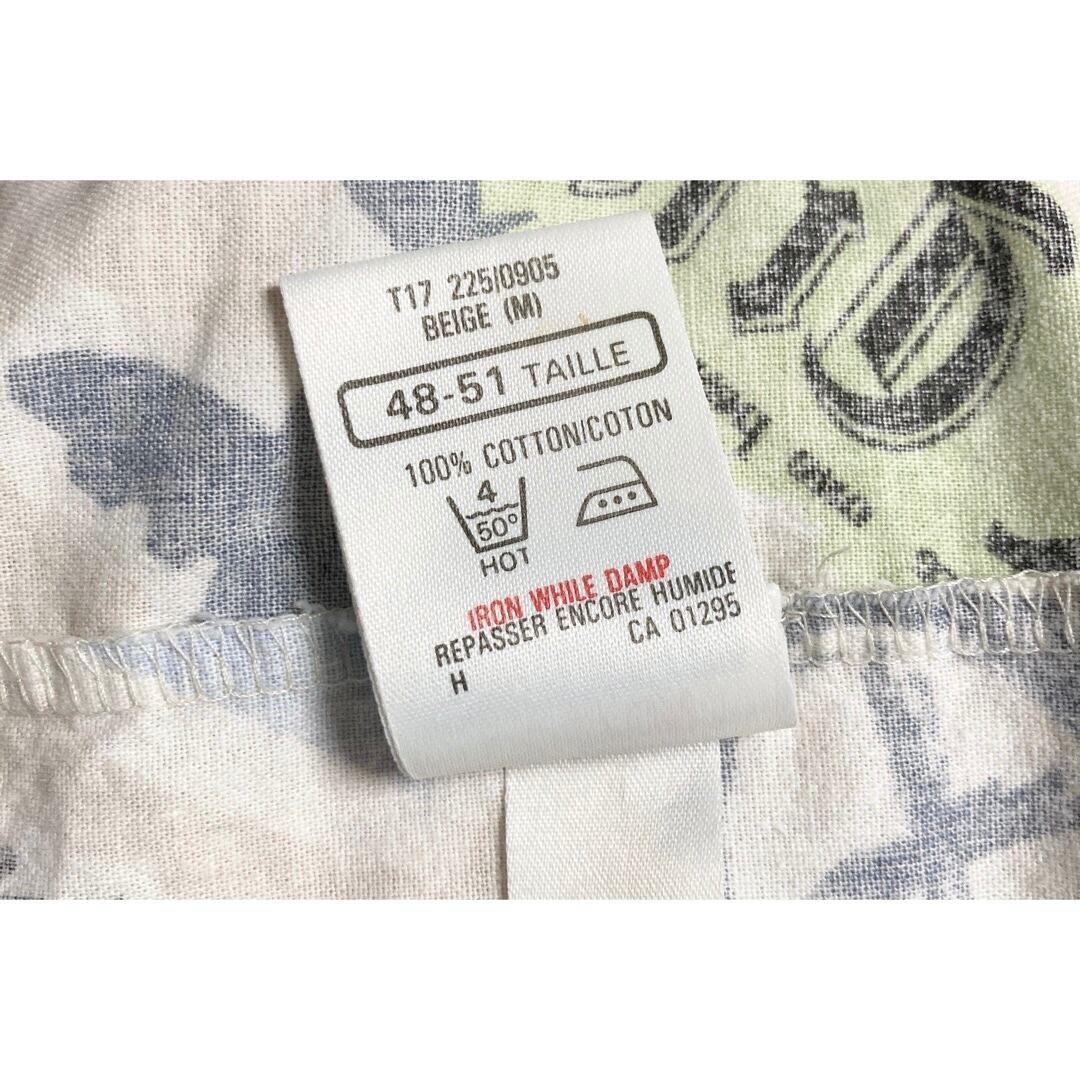 T17 225/0905
BEIGE (M)
48-51 TAILLE
100% COTTON/COTON
4
50°
HOT
IRON WHILE DAMP
REPASSER ENCORE HUMIDE
CA 01295
H